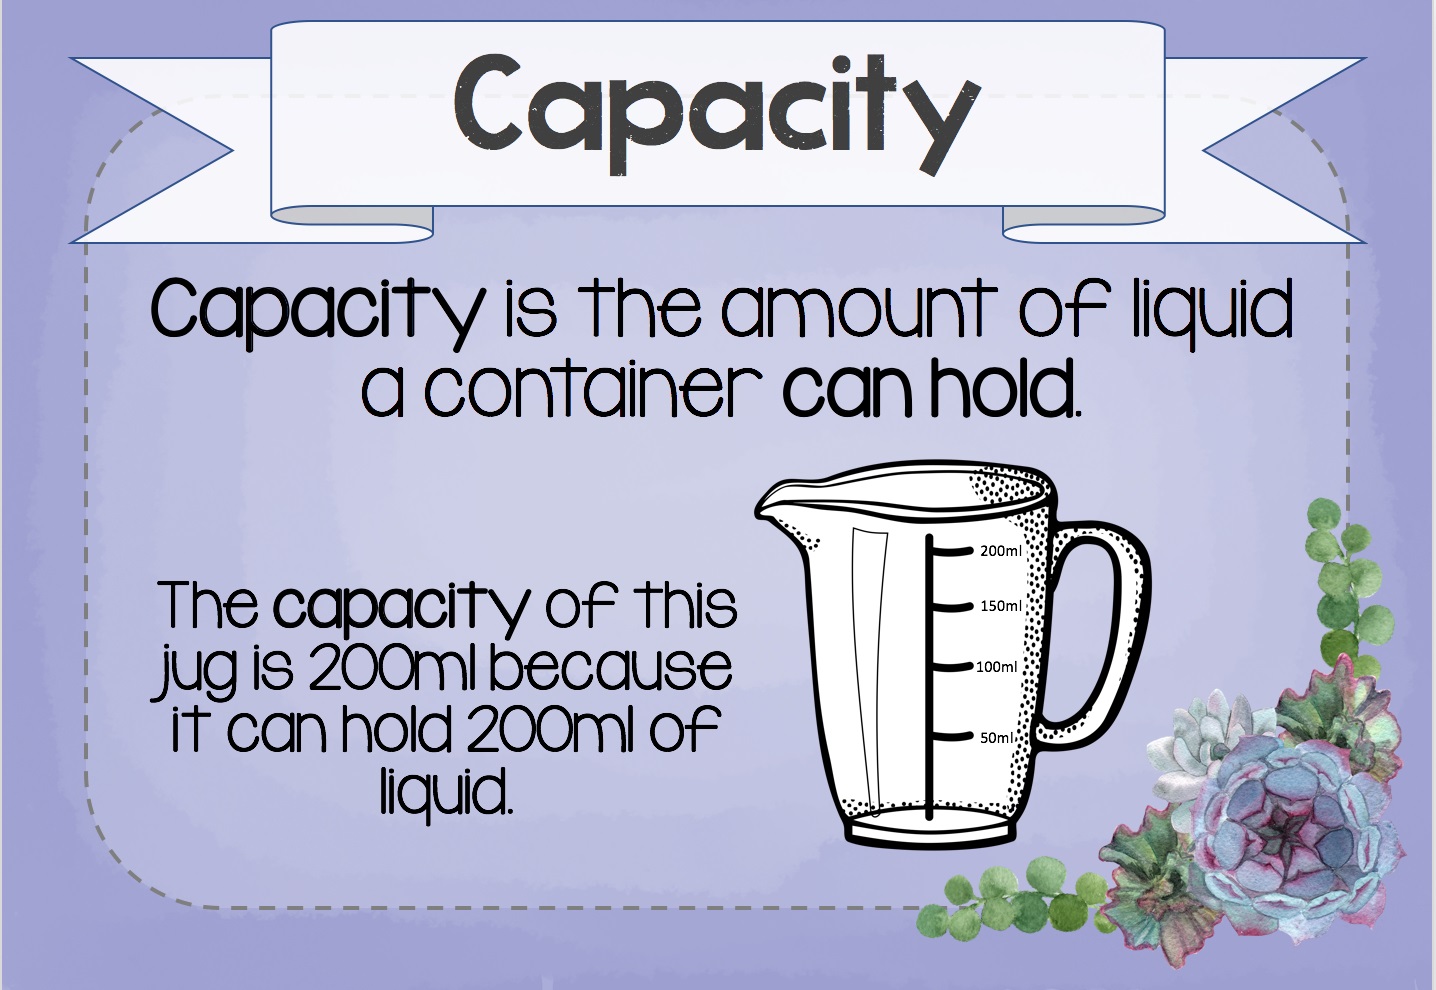 Capacity
Capacity is the amount of liquid
a container can hold.
The capacity of this
jug is 200ml because
it can hold 200ml of
liquid.
200ml
150ml
100ml
50ml